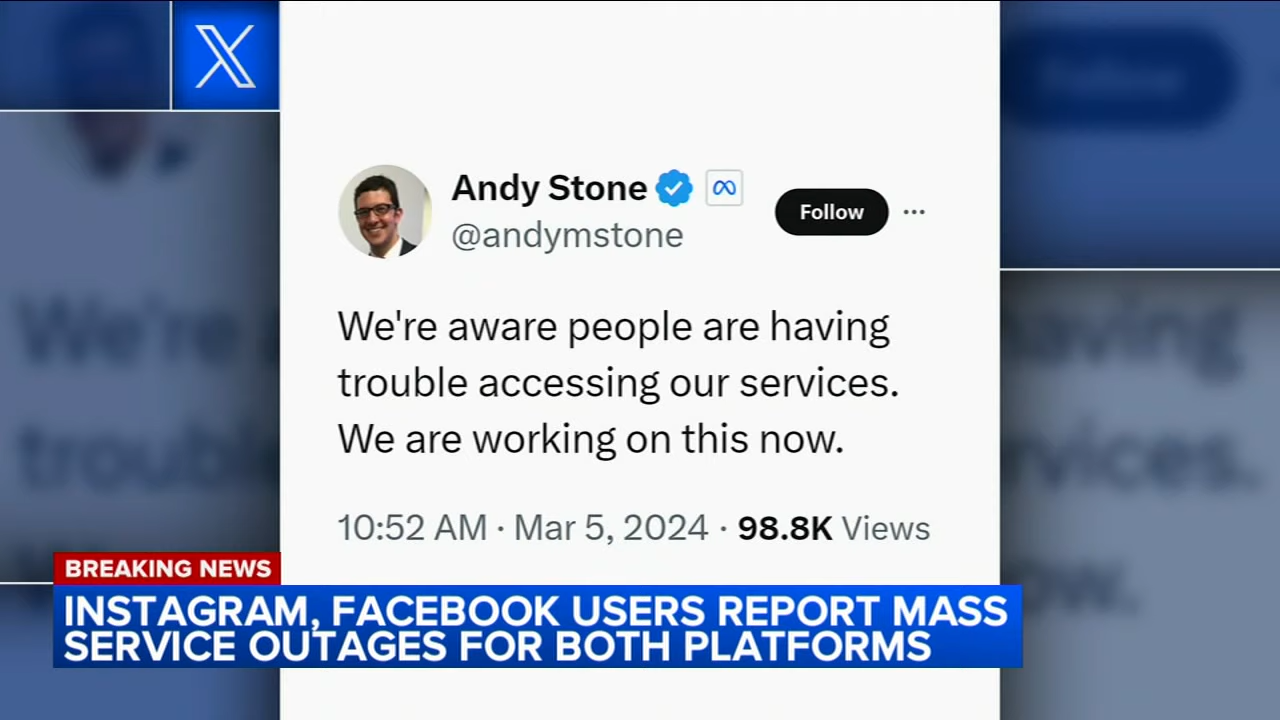 X
Andy Stone
@andymstone
Follow
We're aware people are having
trouble accessing our services.
We are working on this now.
10:52 AM · Mar 5, 2024 · 98.8K Views
BREAKING NEWS
INSTAGRAM, FACEBOOK USERS REPORT MASS
SERVICE OUTAGES FOR BOTH PLATFORMS